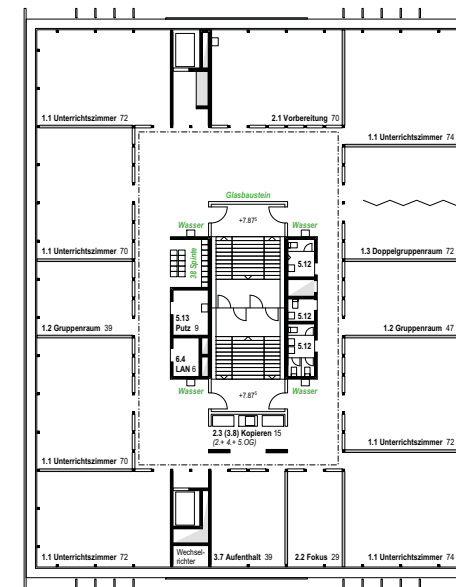 1.1 Unterrichtszimmer 72
2.1 Vorbereitung 70
1.1 Unterrichtszimmer 74
Glasbaustein
+7.87⁵
Wasser
Wasser
1.1 Unterrichtszimmer 70
38 Spinte
5.12
1.3 Doppelgruppenraum 72
5.13
Putz 9
5.12
1.2 Gruppenraum 39
5.12
1.2 Gruppenraum 47
6.4
LAN 6
Wasser
+7.87⁵
Wasser
2.3 (3.8) Kopieren 15
(2.+ 4.+ 5.OG)
1.1 Unterrichtszimmer 72
1.1 Unterrichtszimmer 70
Wechsel-
richter
1.1 Unterrichtszimmer 72
3.7 Aufenthalt 39
2.2 Fokus 29
1.1 Unterrichtszimmer 74